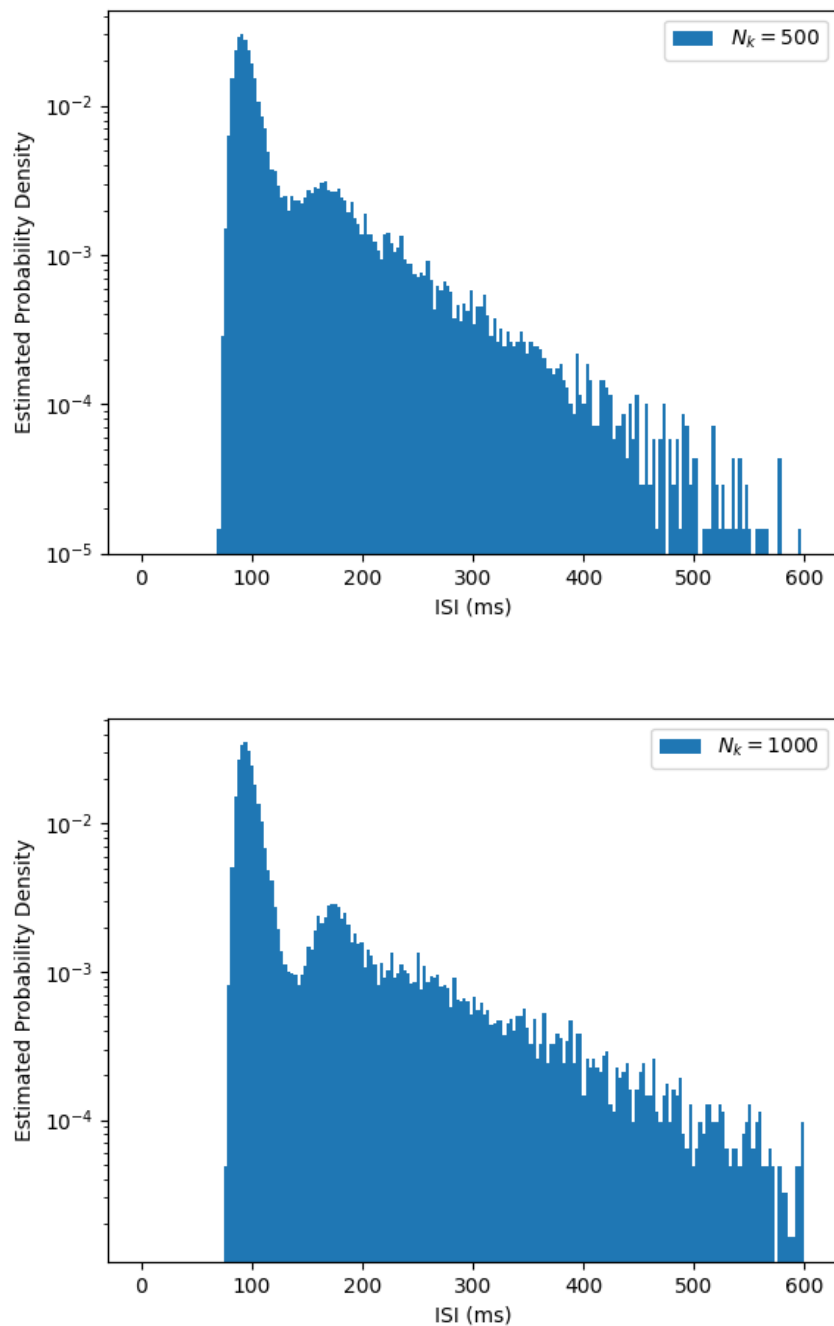 $N_k = 500$
Estimated Probability Density
$10^{-2}$
$10^{-3}$
$10^{-4}$
$10^{-5}$
0 100 200 300 400 500 600
ISI (ms)
$N_k = 1000$
Estimated Probability Density
$10^{-2}$
$10^{-3}$
$10^{-4}$
0 100 200 300 400 500 600
ISI (ms)